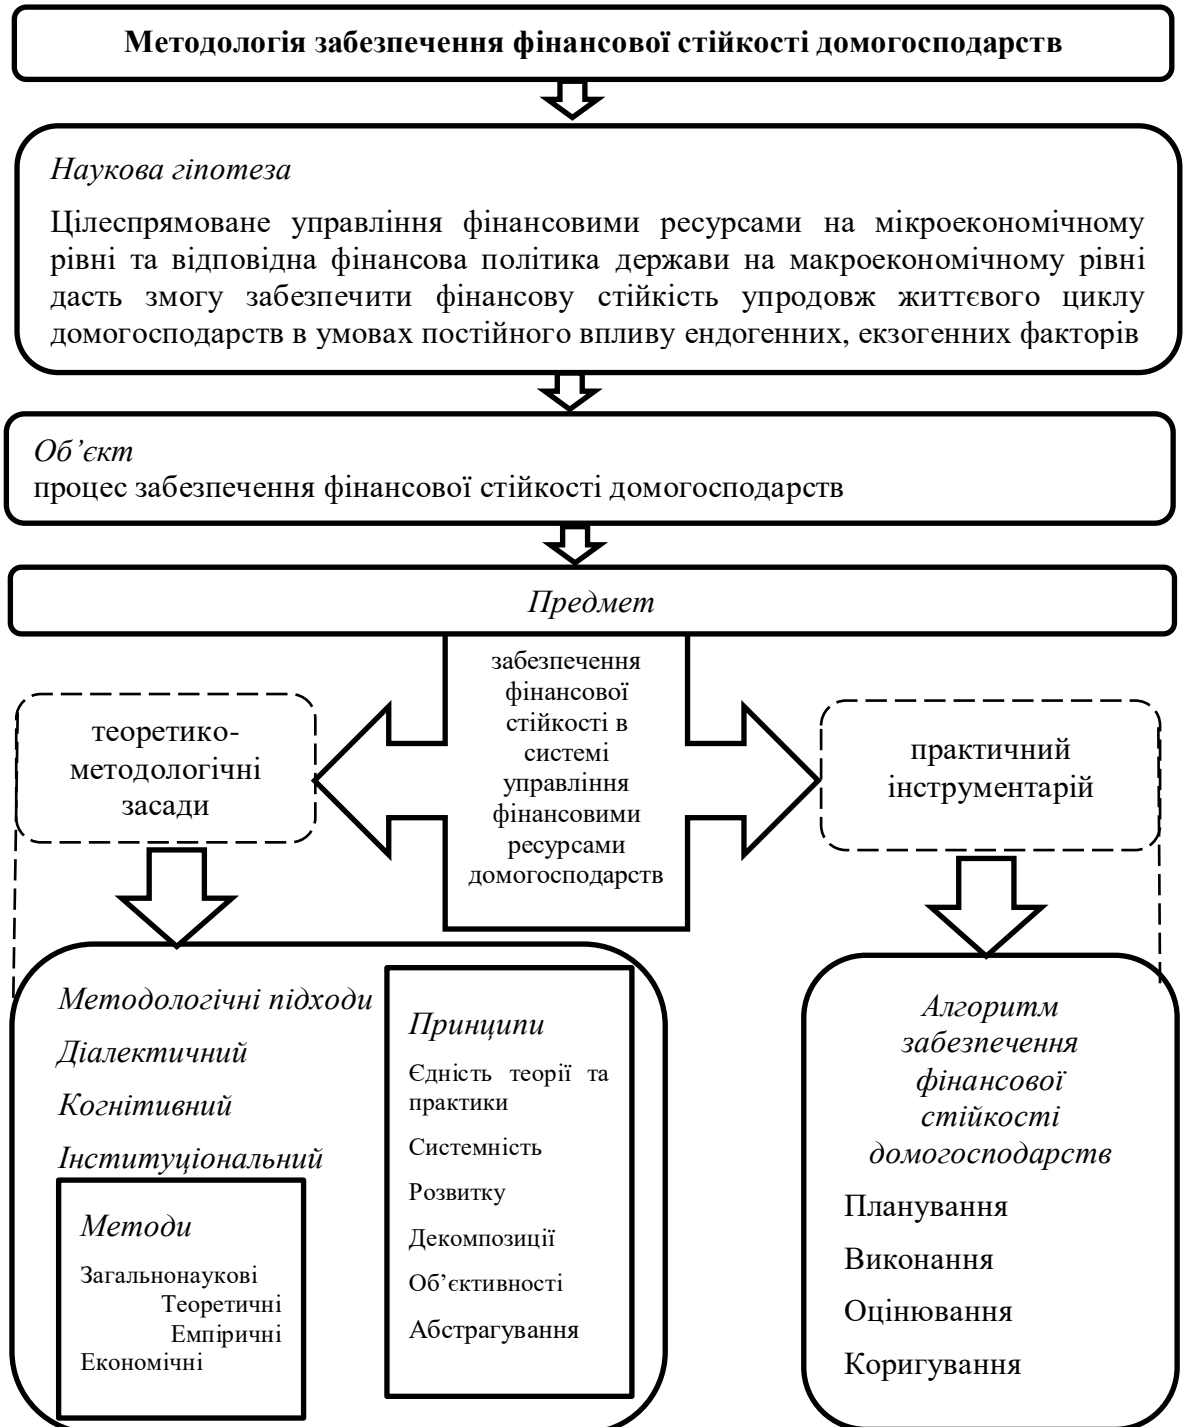 Методологія забезпечення фінансової стійкості домогосподарств
Наукова гіпотеза
Цілеспрямоване управління фінансовими ресурсами на мікроекономічному
рівні та відповідна фінансова політика держави на макроекономічному рівні
дасть змогу забезпечити фінансову стійкість упродовж життєвого циклу
домогосподарств в умовах постійного впливу ендогенних, екзогенних факторів
Об’єкт
процес забезпечення фінансової стійкості домогосподарств
Предмет
забезпечення
фінансової
стійкості в
системі
управління
фінансовими
ресурсами
домогосподарств
теоретико-
методологічні
засади
практичний
інструментарій
Методологічні підходи
Діалектичний
Когнітивний
Інституціональний
Методи
Загальнонаукові
Теоретичні
Емпіричні
Економічні
Принципи
Єдність теорії та
практики
Системність
Розвитку
Декомпозиції
Об’єктивності
Абстрагування
Алгоритм
забезпечення
фінансової
стійкості
домогосподарств
Планування
Виконання
Оцінювання
Коригування